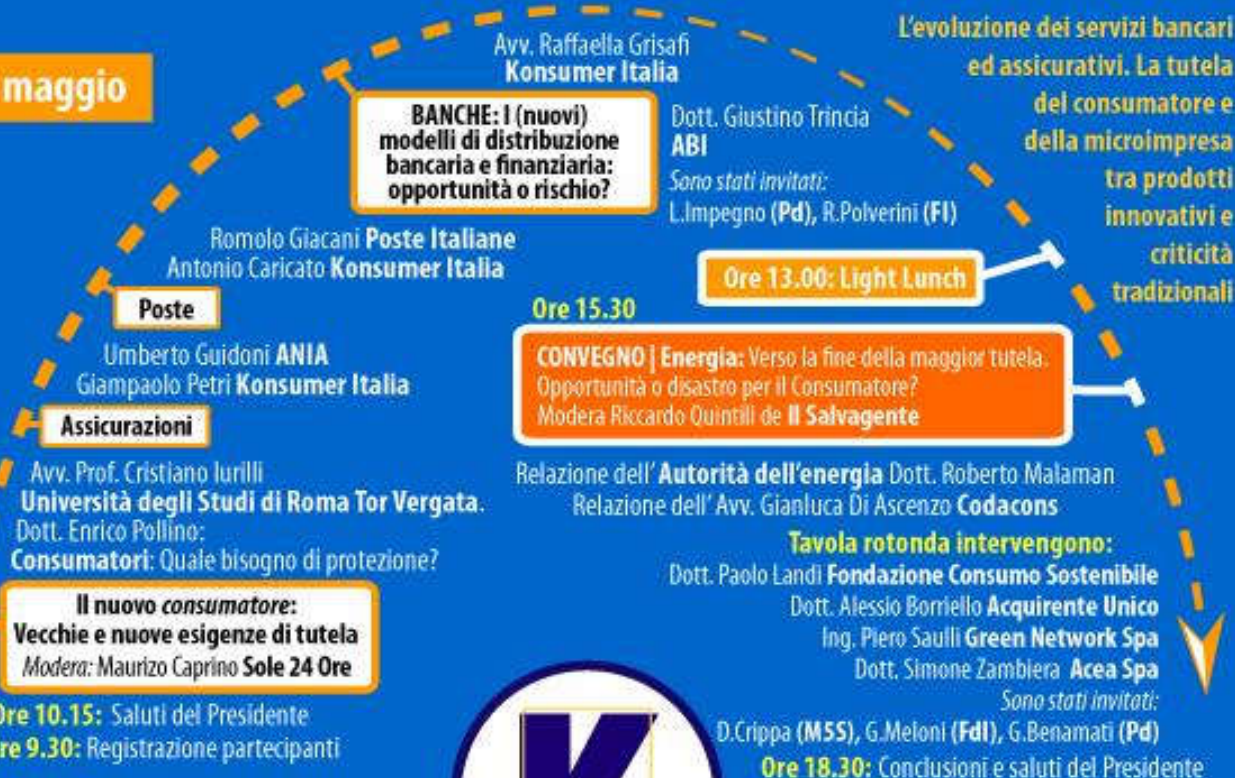 maggio
L'evoluzione dei servizi bancari
ed assicurativi. La tutela
del consumatore e
della microimpresa
tra prodotti
innovativi e
criticità
tradizionali
Avv. Raffaella Grisafi
Konsumer Italia
BANCHE: I (nuovi)
modelli di distribuzione
bancaria e finanziaria:
opportunità o rischio?
Dott. Giustino Trincia
ABI
Sono stati invitati:
L.Impegno (Pd), R.Polverini (FI)
Romolo Giacani Poste Italiane
Antonio Caricato Konsumer Italia
Poste
Umberto Guidoni ANIA
Giampaolo Petri Konsumer Italia
Assicurazioni
Avv. Prof. Cristiano Iurilli
Università degli Studi di Roma Tor Vergata.
Dott. Enrico Pollino:
Consumatori: Quale bisogno di protezione?
Il nuovo consumatore:
Vecchie e nuove esigenze di tutela
Modera: Maurizio Caprino Sole 24 Ore
Ore 10.15: Saluti del Presidente
re 9.30: Registrazione partecipanti
Ore 13.00: Light Lunch
Ore 15.30
CONVEGNO | Energia: Verso la fine della maggior tutela.
Opportunità o disastro per il Consumatore?
Modera Riccardo Quintili de Il Salvagente
Relazione dell' Autorità dell'energia Dott. Roberto Malaman
Relazione dell' Avv. Gianluca Di Ascenzo Codacons
Tavola rotonda intervengono:
Dott. Paolo Landi Fondazione Consumo Sostenibile
Dott. Alessio Borriello Acquirente Unico
Ing. Piero Saulli Green Network Spa
Dott. Simone Zambiera Acea Spa
Sono stati invitati:
D.Crippa (M5S), G.Meloni (FdI), G.Benamati (Pd)
Ore 18.30: Conclusioni e saluti del Presidente
K